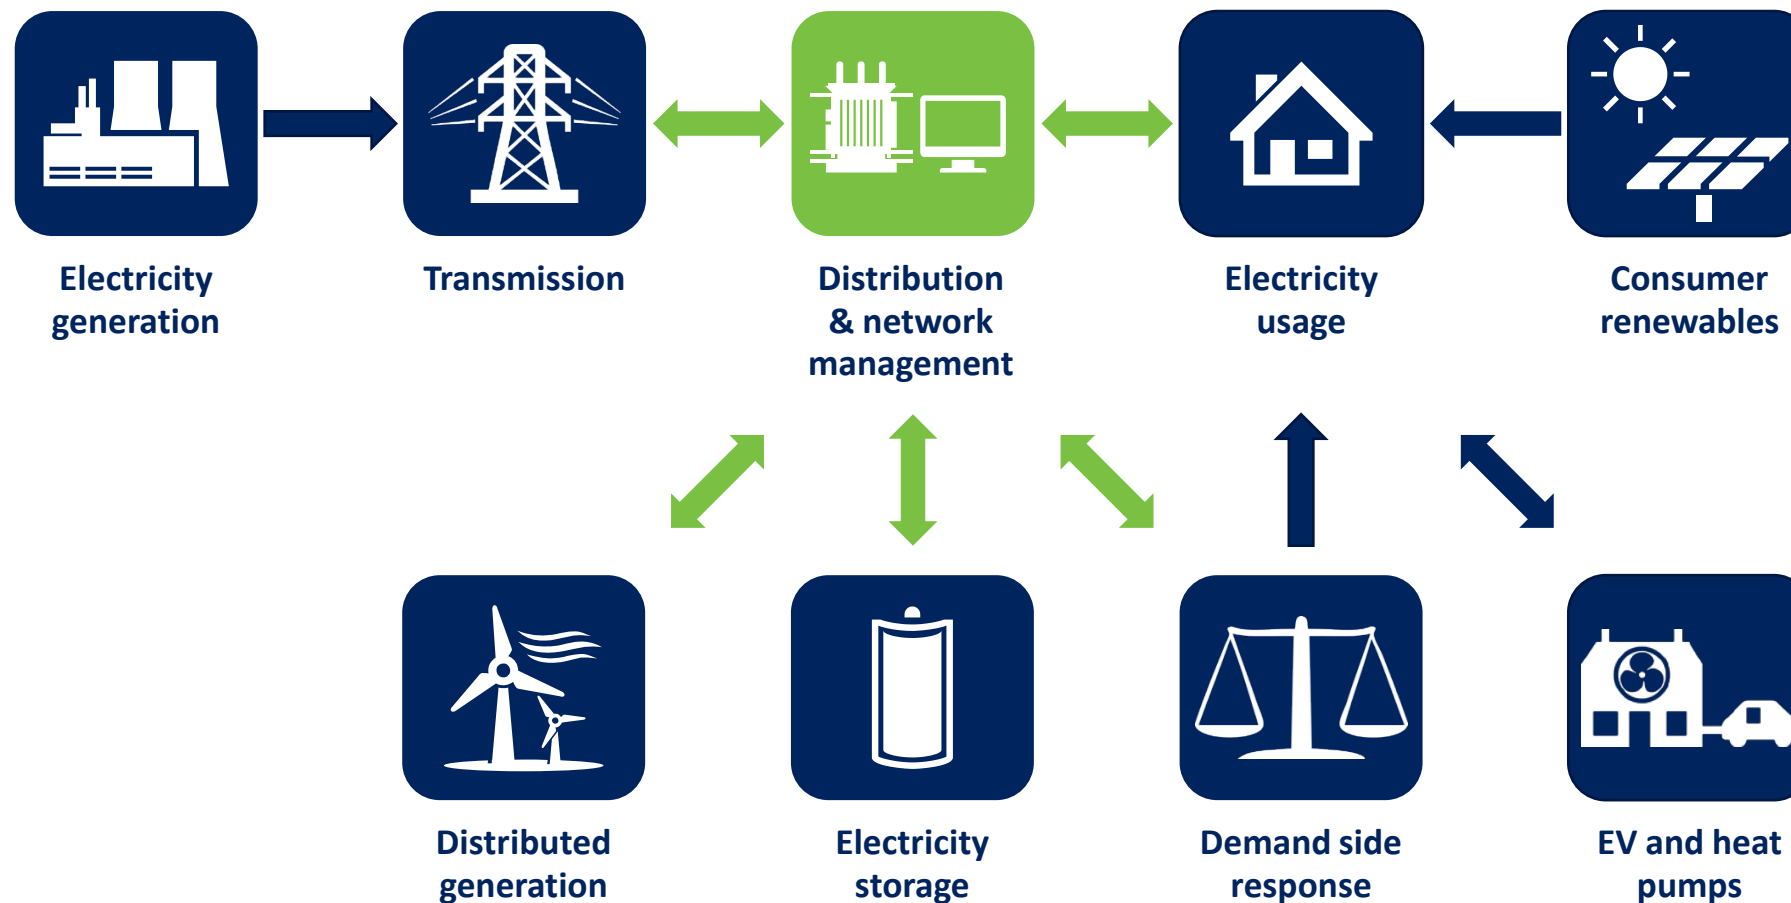 Electricity
generation
Transmission
Distribution
& network
management
Electricity
usage
Consumer
renewables
Distributed
generation
Electricity
storage
Demand side
response
EV and heat
pumps